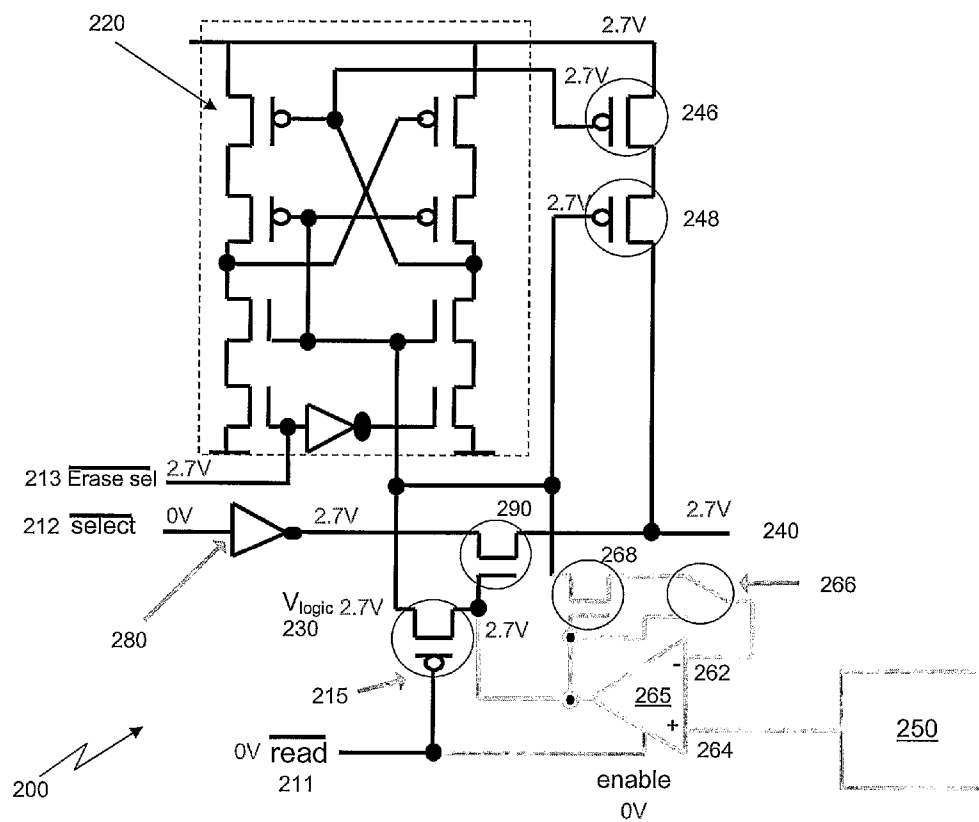 220
2.7V
2.7V
246
2.7V
248
213 Erase sel 2.7V
212 select 0V
2.7V
290
2.7V
240
268
266
280
Vlogic 2.7V
230
2.7V
262
-
265
+
215
264
250
0V read
211
enable
0V
200